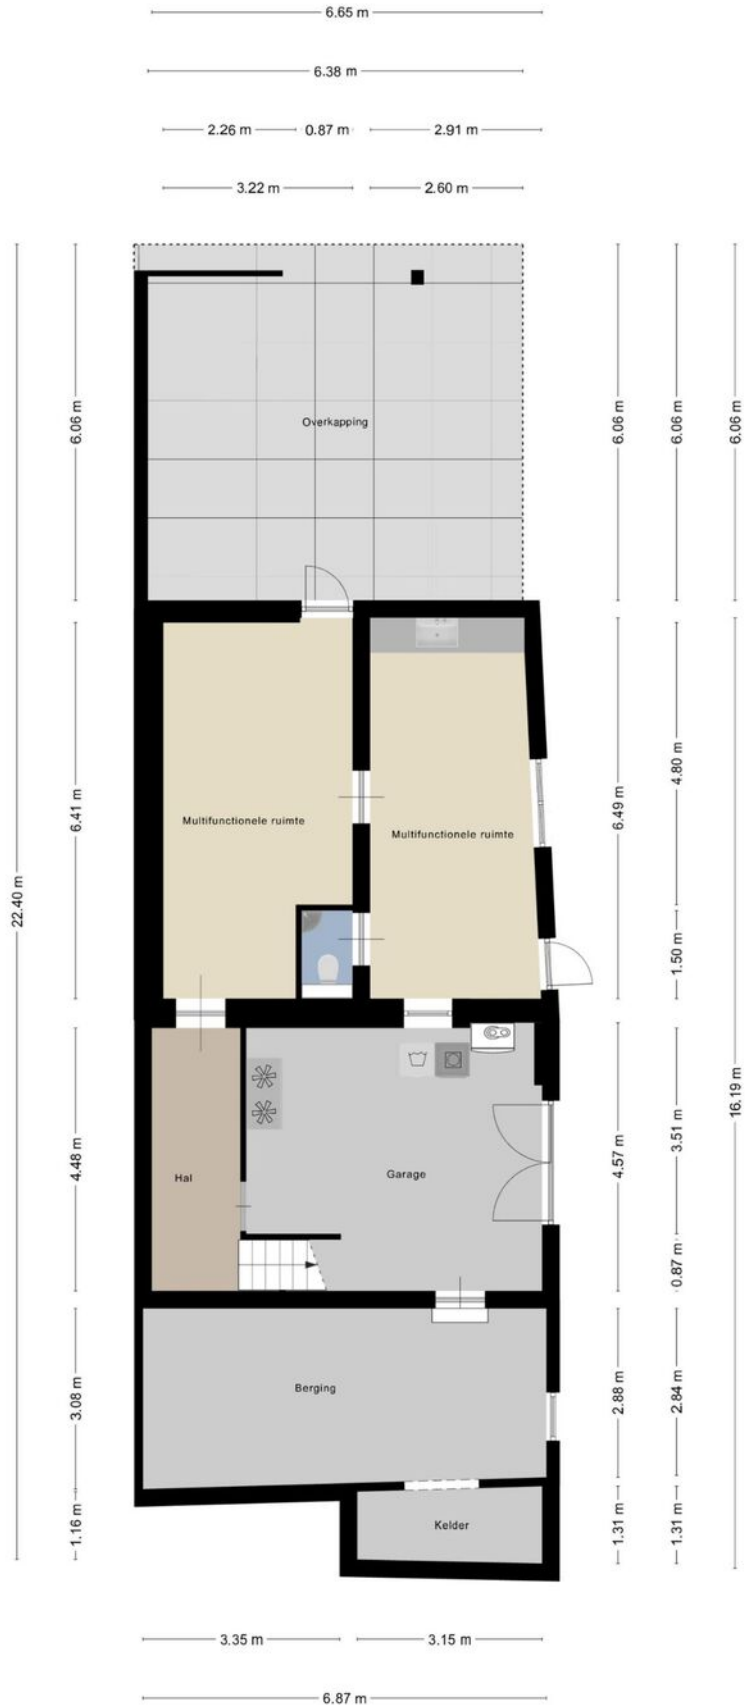 6.65 m
6.38 m
2.26 m 0.87 m 2.91 m
3.22 m 2.60 m
Overkapping
6.06 m
6.06 m
6.06 m
6.06 m
Multifunctionele ruimte
Multifunctionele ruimte
6.41 m
6.49 m
4.80 m
22.40 m
1.50 m
16.19 m
Hal
Garage
4.48 m
4.57 m
3.51 m
0.87 m
Berging
3.08 m
2.88 m
2.84 m
Kelder
1.16 m
1.31 m
1.31 m
3.35 m 3.15 m
6.87 m